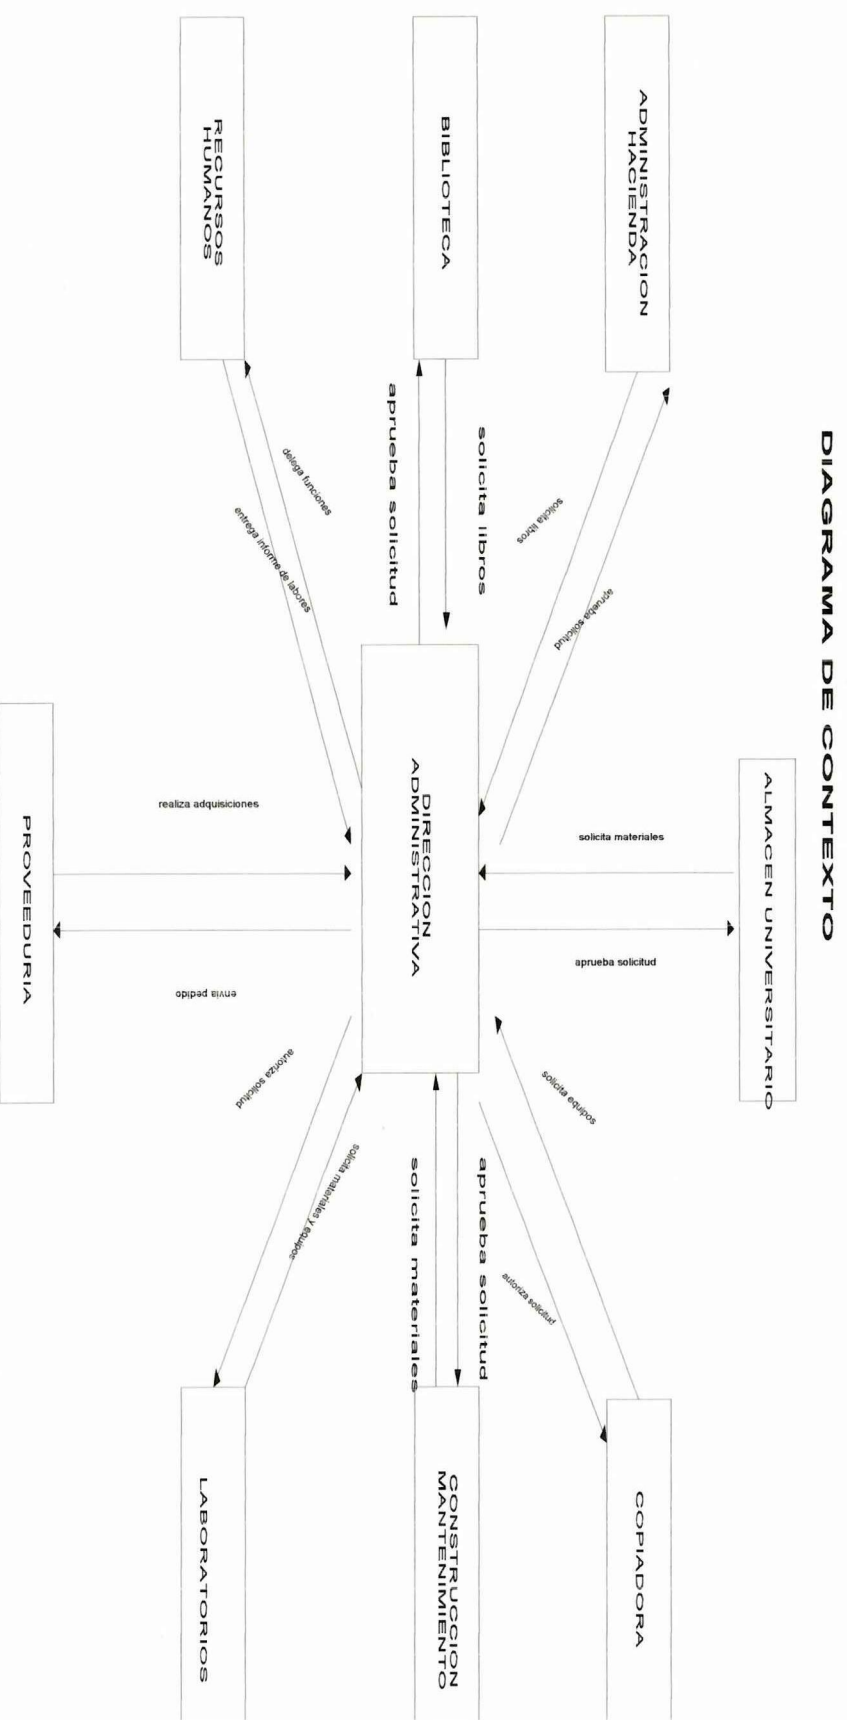 DIAGRAMA DE CONTEXTO
ALMACEN UNIVERSITARIO
ADMINISTRACION
HACIENDA
COPIADORA
solicita libros
aprueba solicitud
solicita materiales
aprueba solicitud
solicita equipos
autoriza solicitud
BIBLIOTECA
solicita libros
aprueba solicitud
DIRECCION
ADMINISTRATIVA
aprueba solicitud
solicita materiales
CONSTRUCCION
MANTENIMIENTO
RECURSOS
HUMANOS
delega funciones
entrega informe de labores
realiza adquisiciones
envia pedido
autoriza solicitud
solicita matariales y equipos
LABORATORIOS
PROVEEDURIA